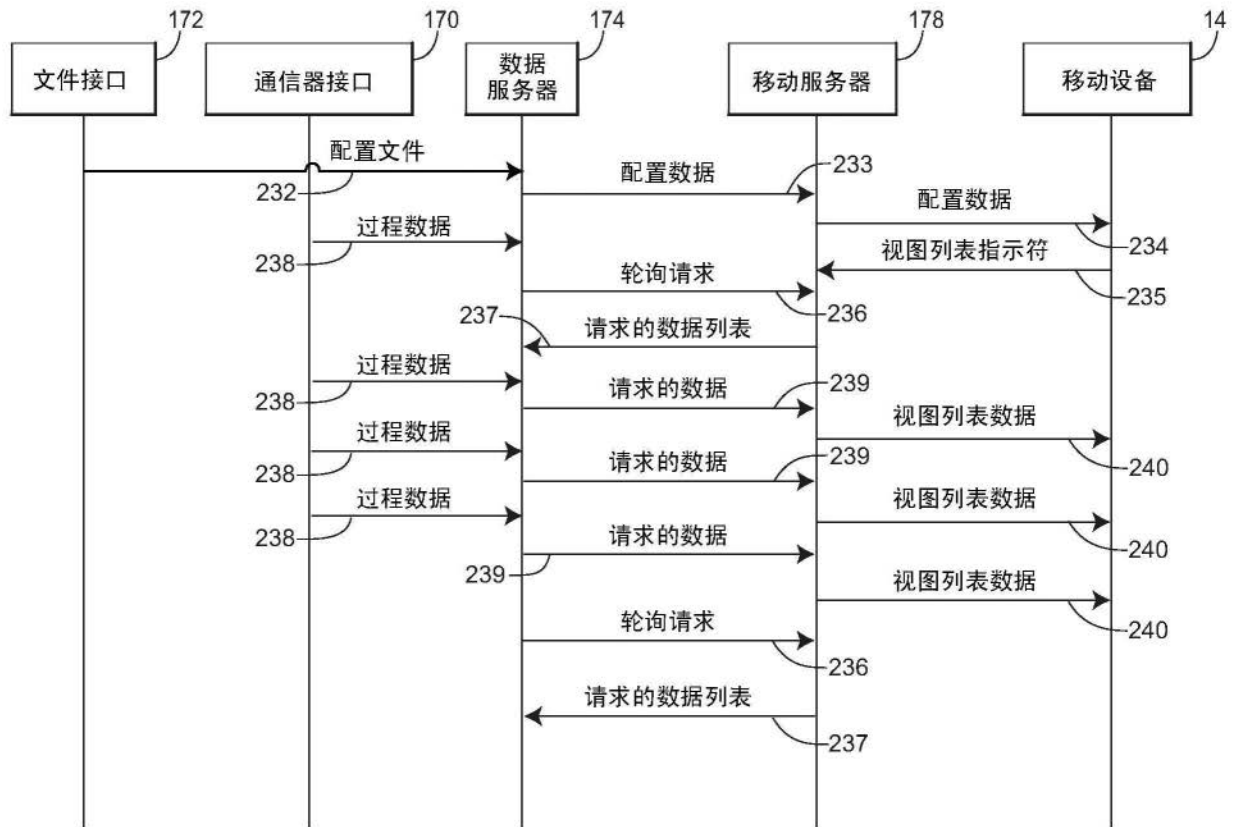 172
170
174
178
14
文件接口
通信器接口
数据
服务器
移动服务器
移动设备
配置文件
232
配置数据
233
配置数据
234
过程数据
238
视图列表指示符
235
轮询请求
236
237
请求的数据列表
过程数据
238
请求的数据
239
视图列表数据
240
过程数据
238
请求的数据
239
过程数据
238
视图列表数据
240
请求的数据
239
视图列表数据
240
轮询请求
236
请求的数据列表
237